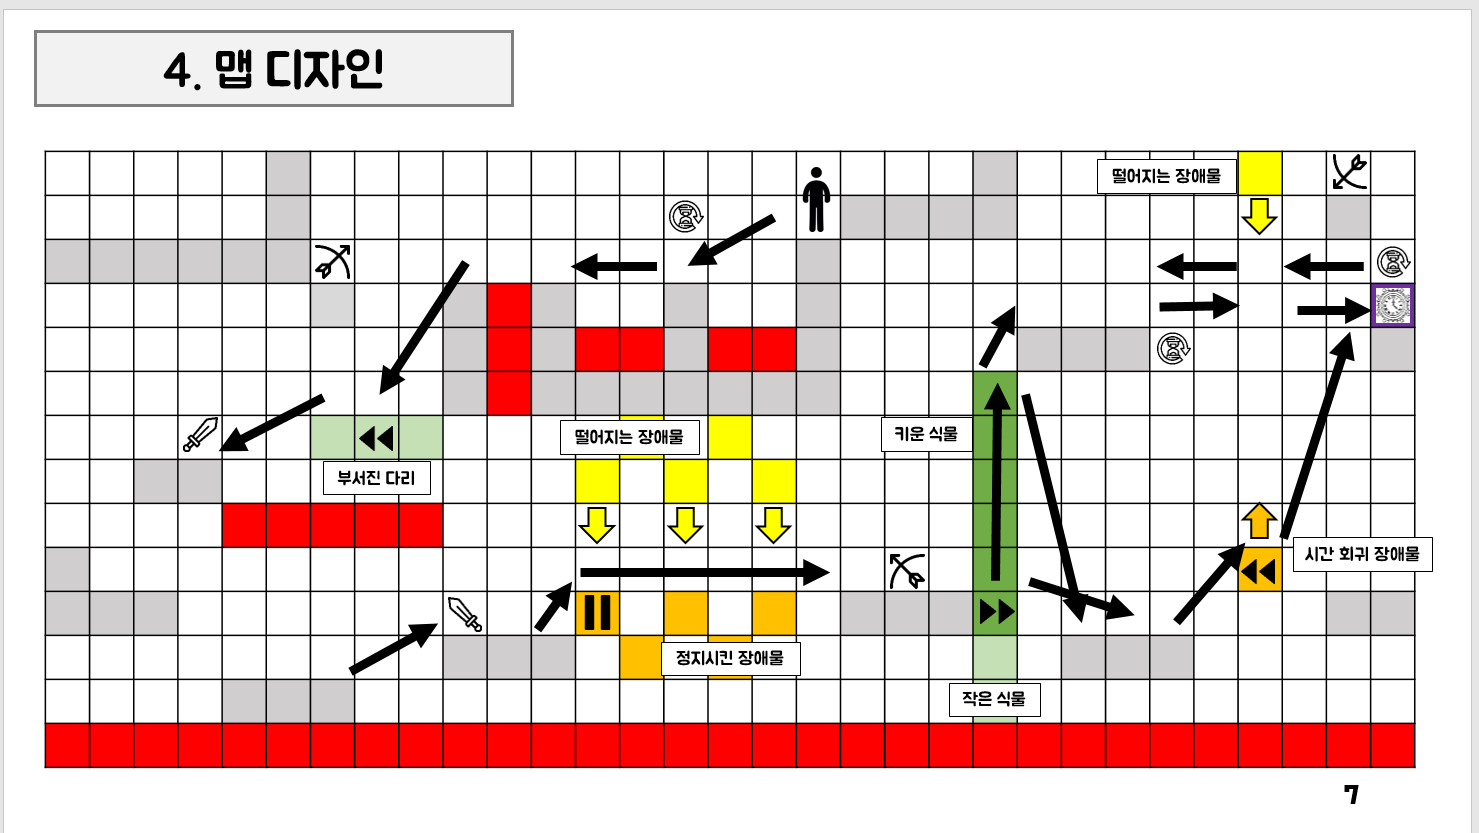 4. 맵 디자인
떨어지는 장애물
떨어지는 장애물
키운 식물
부서진 다리
시간 회귀 장애물
정지시킨 장애물
작은 식물
7